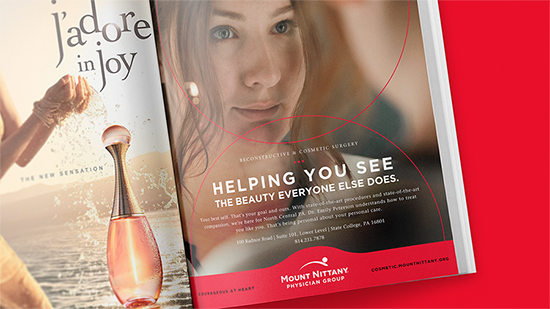 j'adore
in joy
THE NEW SENSATION
RECONSTRUCTIVE & COSMETIC SURGERY
HELPING YOU SEE
THE BEAUTY EVERYONE ELSE DOES.
Your best self. That's your goal and ours. With state-of-the-art procedures and state-of-the-art
compassion, we're here for North Central PA. Dr. Emily Peterson understands how to treat
you like you. That's being personal about your personal care.
100 Radnor Road | Suite 101, Lower Level | State College, PA 16801
814.231.7878
MOUNT NITTANY
PHYSICIAN GROUP
COURAGEOUS AT HEART
COSMETIC.MOUNTNITTANY.ORG